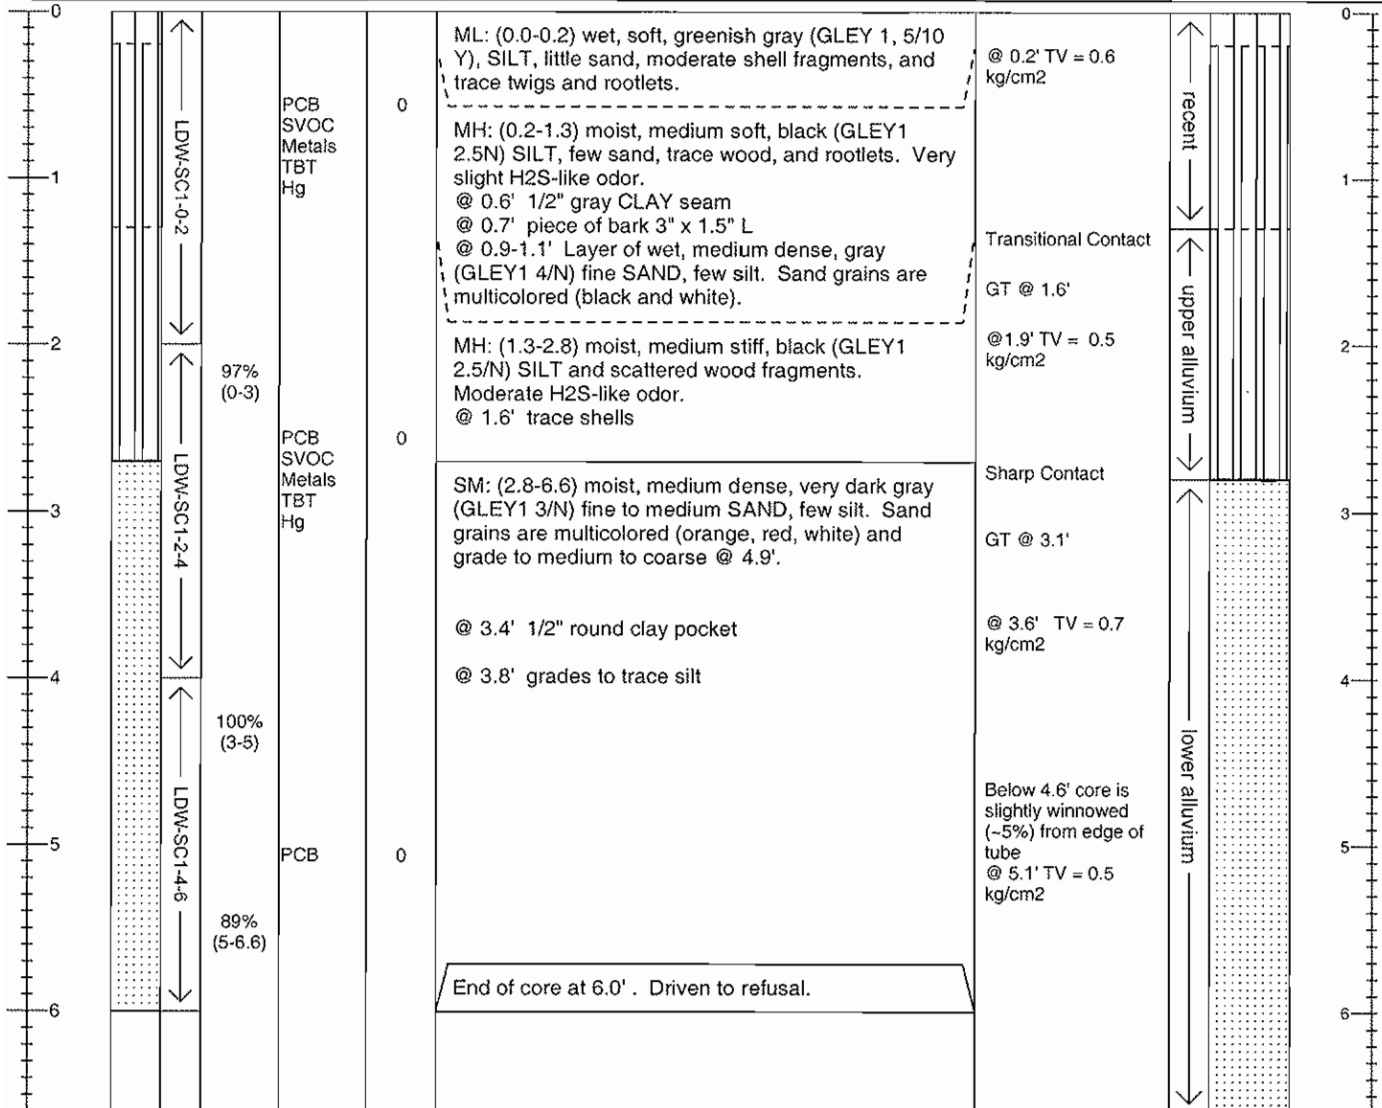 0
1
2
3
4
5
6
LDW-SC1-0-2
LDW-SC1-2-4
LDW-SC1-4-6
97%
(0-3)
100%
(3-5)
89%
(5-6.6)
PCB
SVOC
Metals
TBT
Hg
PCB
SVOC
Metals
TBT
Hg
PCB
0
0
0
ML: (0.0-0.2) wet, soft, greenish gray (GLEY 1, 5/10
Y), SILT, little sand, moderate shell fragments, and
trace twigs and rootlets.
MH: (0.2-1.3) moist, medium soft, black (GLEY1
2.5N) SILT, few sand, trace wood, and rootlets. Very
slight H2S-like odor.
@ 0.6' 1/2" gray CLAY seam
@ 0.7' piece of bark 3" x 1.5" L
@ 0.9-1.1' Layer of wet, medium dense, gray
(GLEY1 4/N) fine SAND, few silt. Sand grains are
multicolored (black and white).
MH: (1.3-2.8) moist, medium stiff, black (GLEY1
2.5/N) SILT and scattered wood fragments.
Moderate H2S-like odor.
@ 1.6' trace shells
SM: (2.8-6.6) moist, medium dense, very dark gray
(GLEY1 3/N) fine to medium SAND, few silt. Sand
grains are multicolored (orange, red, white) and
grade to medium to coarse @ 4.9'.
@ 3.4' 1/2" round clay pocket
@ 3.8' grades to trace silt
End of core at 6.0' . Driven to refusal.
@ 0.2' TV = 0.6
kg/cm2
Transitional Contact
GT @ 1.6'
@1.9' TV = 0.5
kg/cm2
Sharp Contact
GT @ 3.1'
@ 3.6' TV = 0.7
kg/cm2
Below 4.6' core is
slightly winnowed
(~5%) from edge of
tube
@ 5.1' TV = 0.5
kg/cm2
recent
upper alluvium
lower alluvium
0
1
2
3
4
5
6